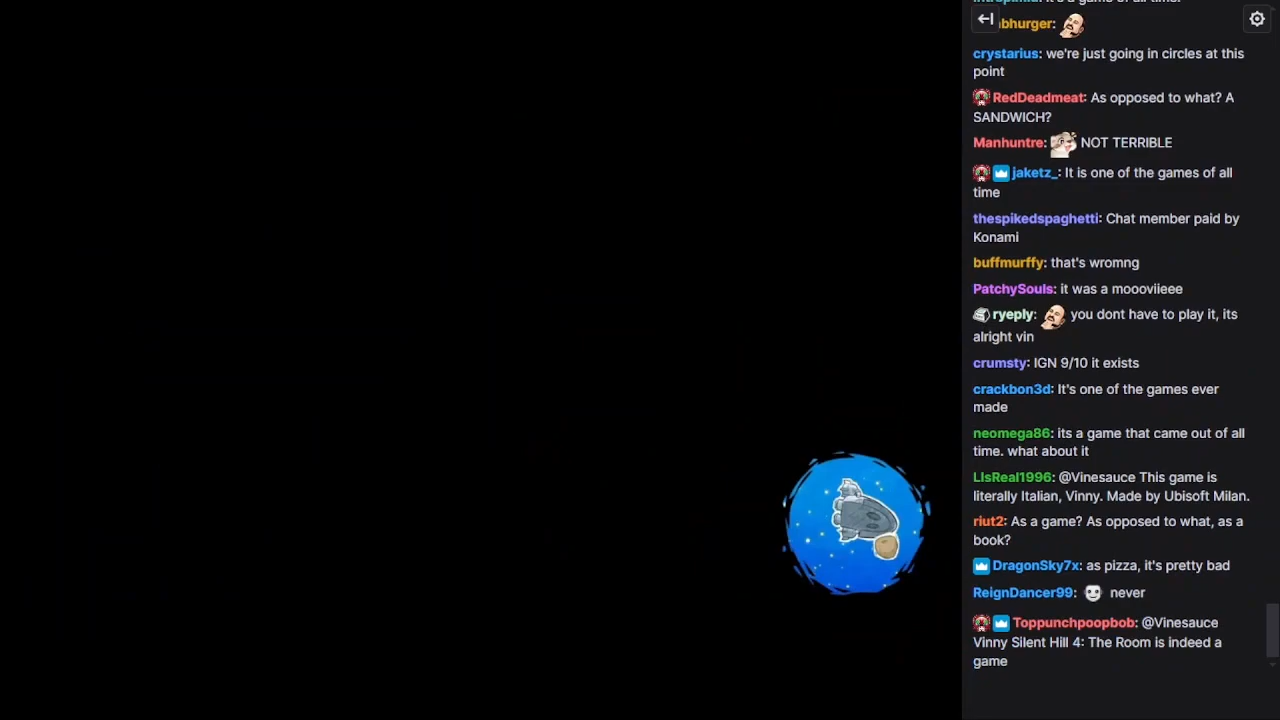 bhurger:
crystarius: we're just going in circles at this
point
RedDeadmeat: As opposed to what? A
SANDWICH?
Manhuntre: NOT TERRIBLE
jaketz_: It is one of the games of all
time
thespikedspaghetti: Chat member paid by
Konami
buffmurffy: that's wromng
PatchySouls: it was a moooviieee
ryeply: you dont have to play it, its
alright vin
crumsty: IGN 9/10 it exists
crackbon3d: It's one of the games ever
made
neomega86: its a game that came out of all
time. what about it
LIsReal1996: @Vinesauce This game is
literally Italian, Vinny. Made by Ubisoft Milan.
riut2: As a game? As opposed to what, as a
book?
DragonSky7x: as pizza, it's pretty bad
ReignDancer99: never
Toppunchpoopbob: @Vinesauce
Vinny Silent Hill 4: The Room is indeed a
game